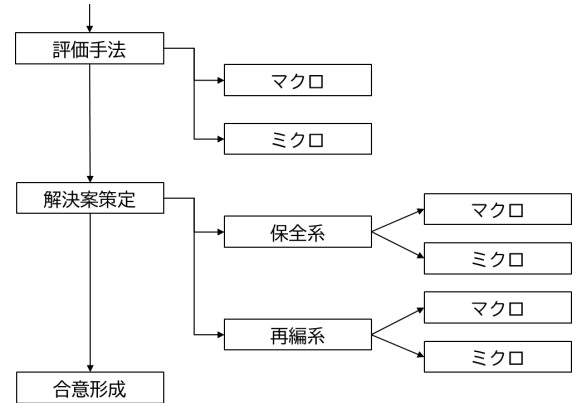 評価手法
マクロ
ミクロ
解決案策定
保全系
マクロ
ミクロ
再編系
マクロ
ミクロ
合意形成